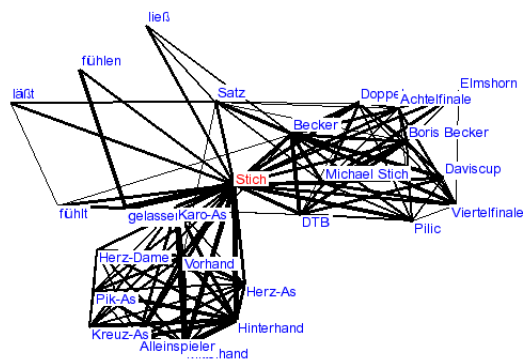 ließ
fühlen
läßt
Satz
Doppel
Elmshorn
Achtelfinale
Becker
Boris Becker
Stich
Michael Stich
Daviscup
fühlt
Karo-As
DTB
Pilic
Viertelfinale
Herz-Dame
Vorhand
Pik-As
Herz-As
Kreuz-As
Hinterhand
Alleinspieler